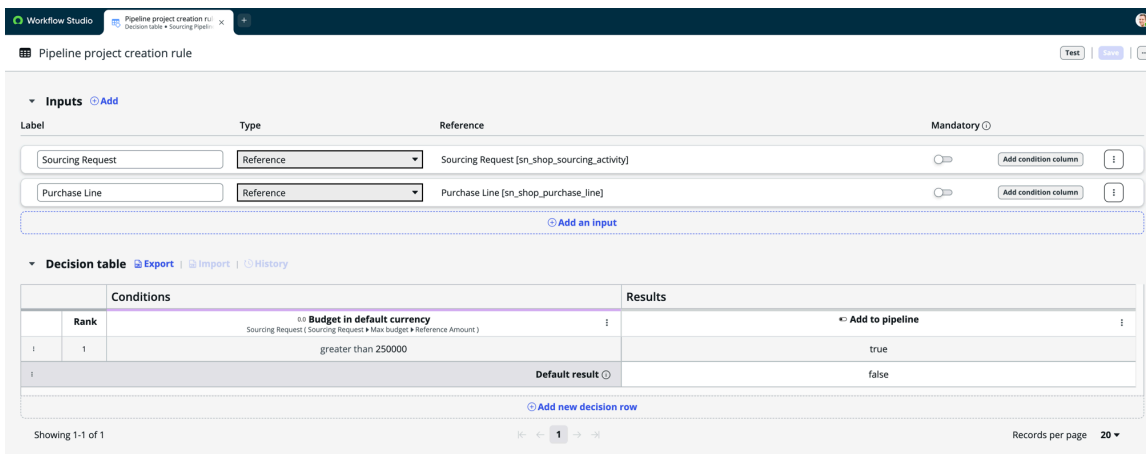 Workflow Studio
Pipeline project creation rul
Decision table • Sourcing Pipelin
Pipeline project creation rule
Test
Save
Inputs Add
Label Type Reference Mandatory
Sourcing Request Reference Sourcing Request [sn_shop_sourcing_activity] Add condition column
Purchase Line Reference Purchase Line [sn_shop_purchase_line] Add condition column
Add an input
Decision table Export | Import | History
Conditions Results
Rank 0.0 Budget in default currency Add to pipeline
Sourcing Request ( Sourcing Request ▸ Max budget ▸ Reference Amount )
1 greater than 250000 true
Default result false
Add new decision row
Showing 1-1 of 1 1 Records per page 20